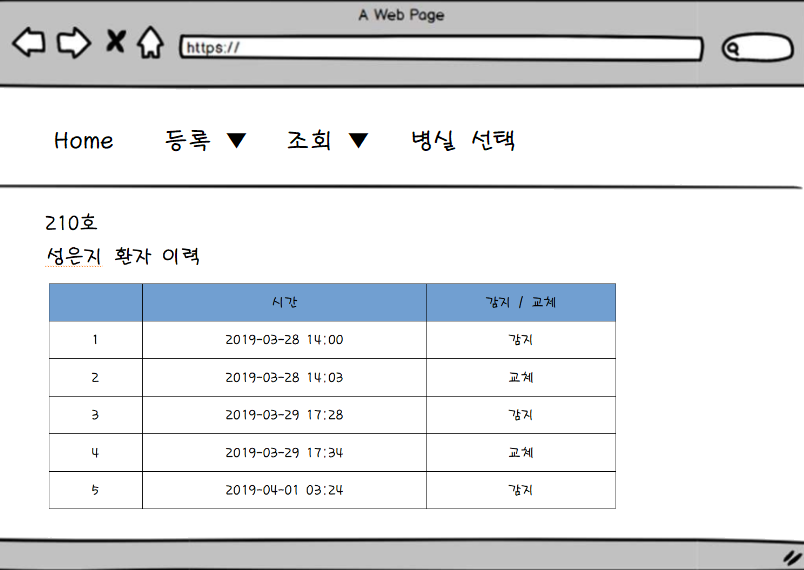 A Web Page
https://
Home 등록 ▼ 조회 ▼ 병실 선택
210호
성은지 환자 이력
시간 감지 / 교체
1 2019-03-28 14:00 감지
2 2019-03-28 14:03 교체
3 2019-03-29 17:28 감지
4 2019-03-29 17:34 교체
5 2019-04-01 03:24 감지